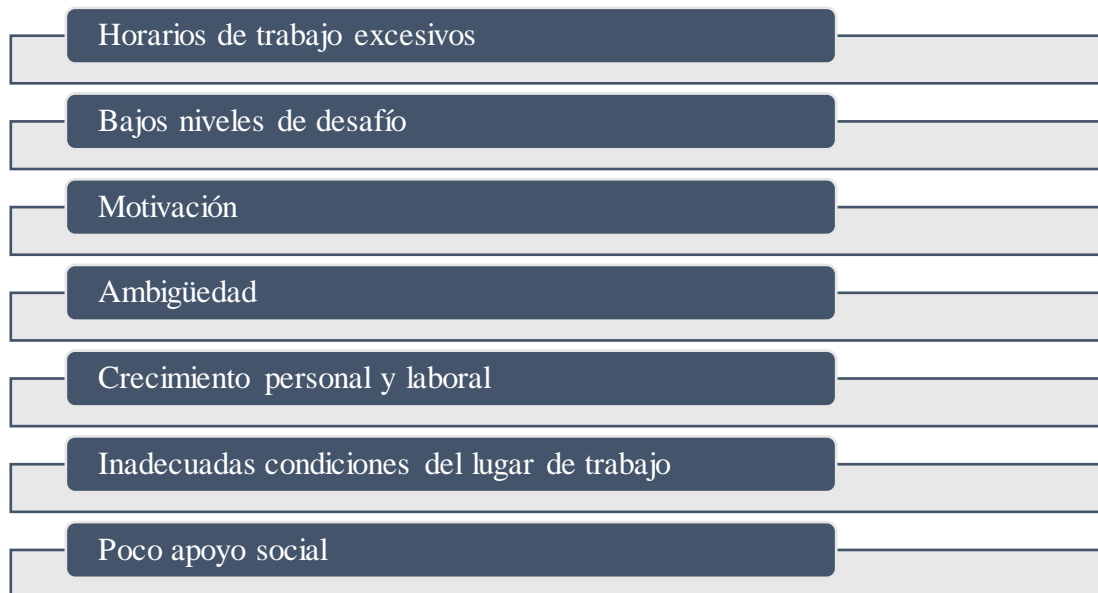 Horarios de trabajo excesivos
Bajos niveles de desafío
Motivación
Ambigüedad
Crecimiento personal y laboral
Inadecuadas condiciones del lugar de trabajo
Poco apoyo social